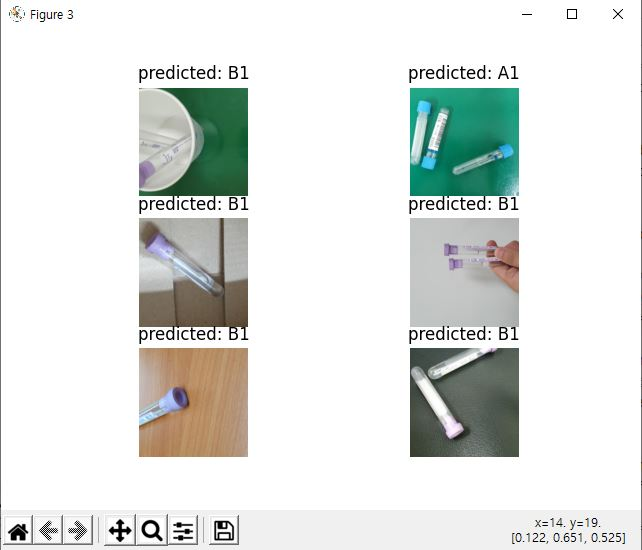 Figure 3
predicted: B1
predicted: A1
predicted: B1
predicted: B1
predicted: B1
predicted: B1
x=14. y=19.
[0.122, 0.651, 0.525]